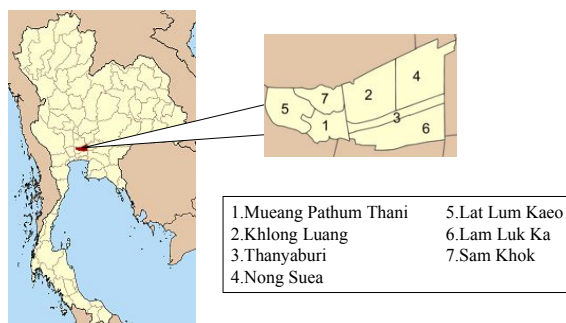 5
7
2
4
1
3
6
1.Mueang Pathum Thani
2.Khlong Luang
3.Thanyaburi
4.Nong Suea
5.Lat Lum Kaeo
6.Lam Luk Ka
7.Sam Khok